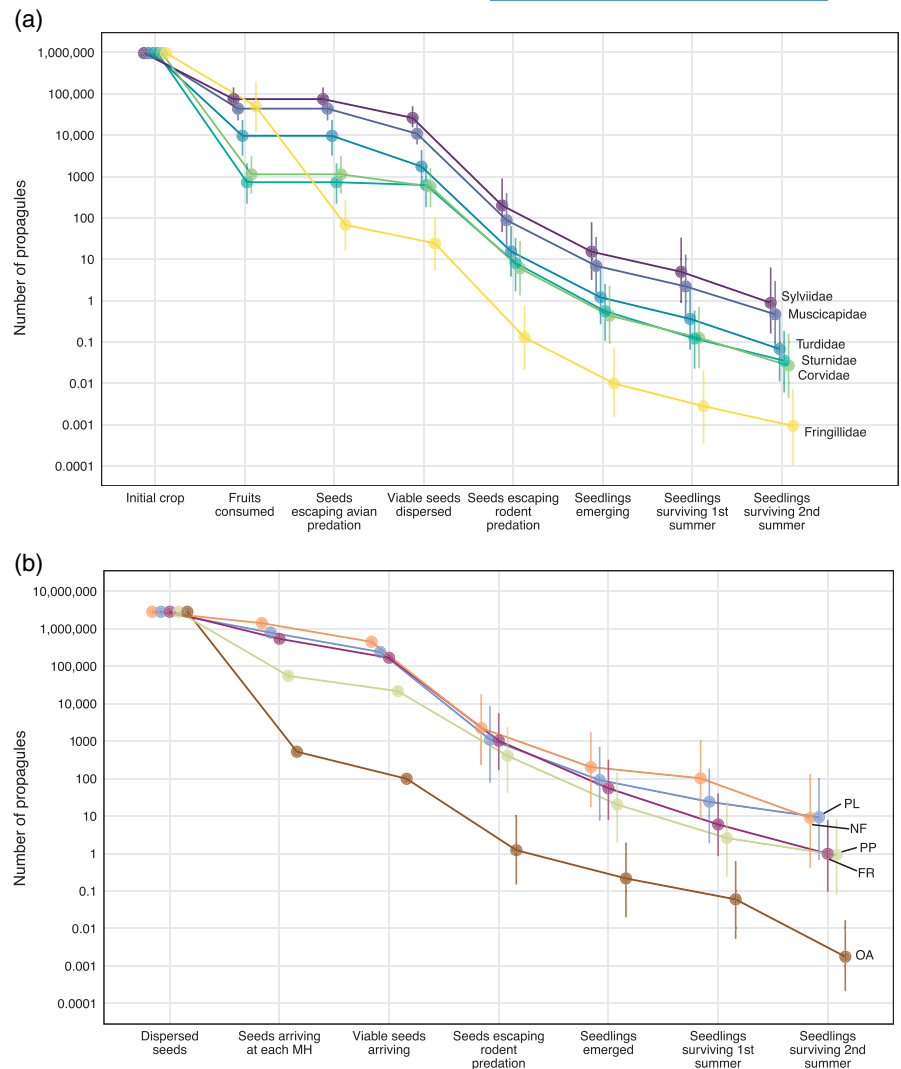 (a)
Number of propagules
1,000,000
100,000
10,000
1000
100
10
1
0.1
0.01
0.001
0.0001
Sylviidae
Muscicapidae
Turdidae
Sturnidae
Corvidae
Fringillidae
Initial crop
Fruits
consumed
Seeds
escaping avian
predation
Viable seeds
dispersed
Seeds escaping
rodent
predation
Seedlings
emerging
Seedlings
surviving 1st
summer
Seedlings
surviving 2nd
summer
(b)
Number of propagules
10,000,000
1,000,000
100,000
10,000
1000
100
10
1
0.1
0.01
0.001
0.0001
PL
NF
PP
FR
OA
Dispersed
seeds
Seeds arriving
at each MH
Viable seeds
arriving
Seeds escaping
rodent
predation
Seedlings
emerged
Seedlings
surviving 1st
summer
Seedlings
surviving 2nd
summer